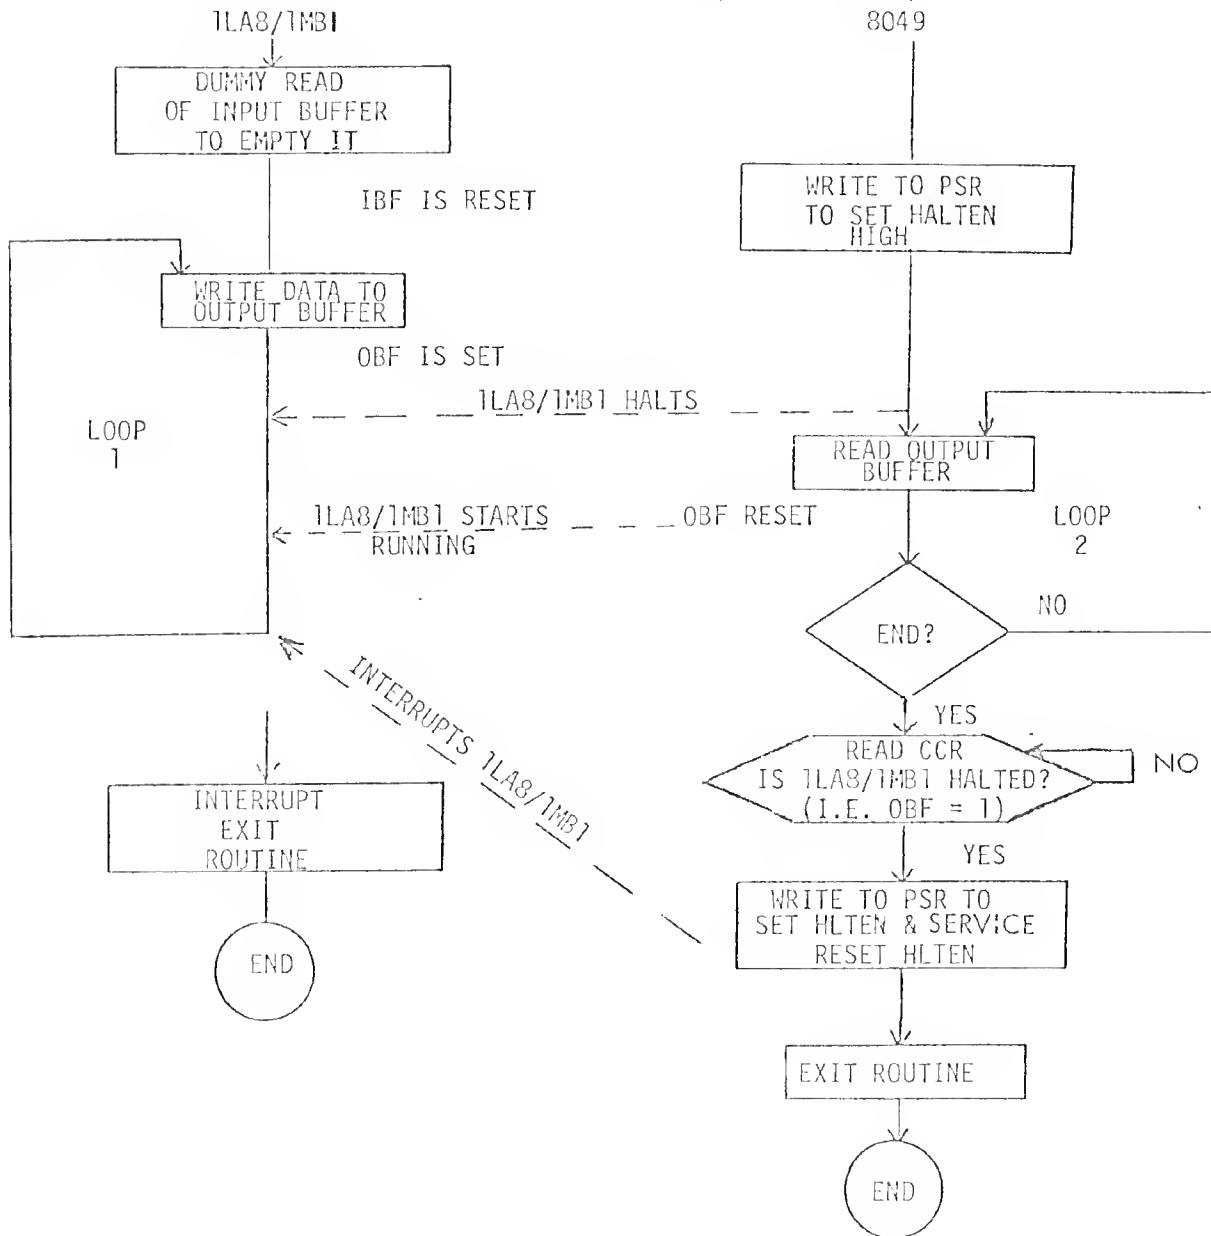 1LA8/1MB1
DUMMY READ
OF INPUT BUFFER
TO EMPTY IT
IBF IS RESET
WRITE DATA TO
OUTPUT BUFFER
OBF IS SET
LOOP
1
1LA8/1MB1 HALTS
1LA8/1MB1 STARTS
RUNNING
OBF RESET
INTERRUPTS 1LA8/1MB1
INTERRUPT
EXIT
ROUTINE
END
8049
WRITE TO PSR
TO SET HALTEN
HIGH
READ OUTPUT
BUFFER
LOOP
2
END?
NO
YES
READ CCR
IS 1LA8/1MB1 HALTED?
(I.E. OBF = 1)
NO
YES
WRITE TO PSR TO
SET HLTEN & SERVICE
RESET HLTEN
EXIT ROUTINE
END